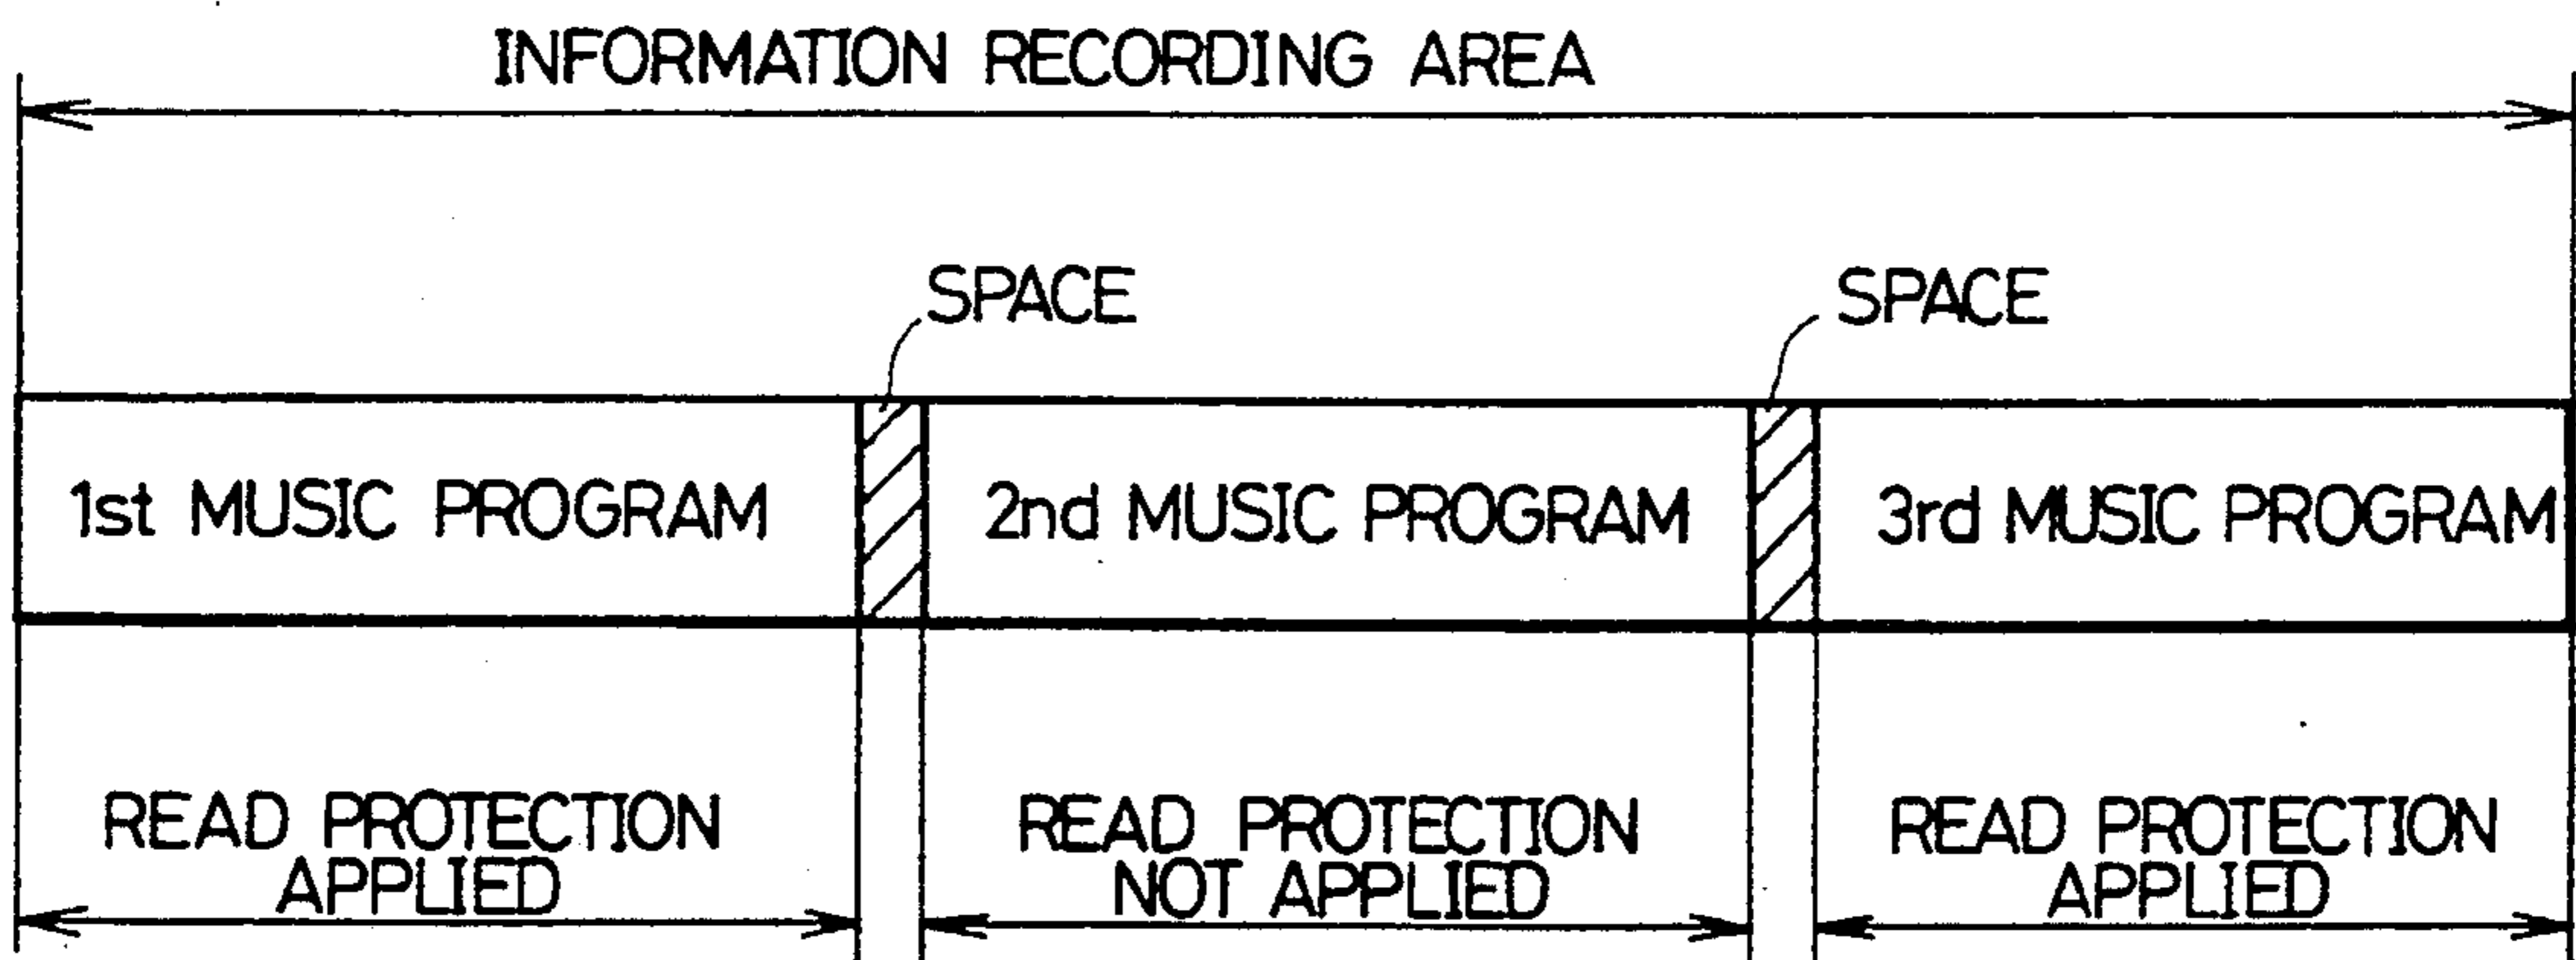 INFORMATION RECORDING AREA
SPACE
SPACE
1st MUSIC PROGRAM
2nd MUSIC PROGRAM
3rd MUSIC PROGRAM
READ PROTECTION
APPLIED
READ PROTECTION
NOT APPLIED
READ PROTECTION
APPLIED